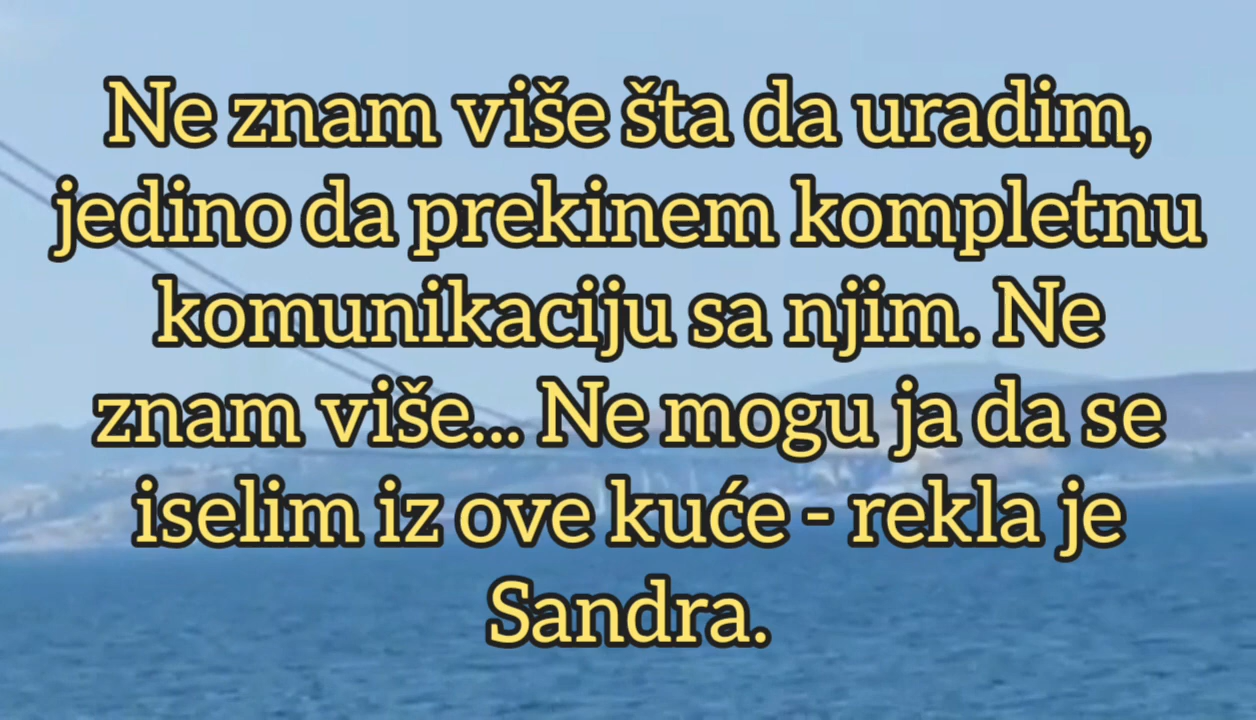 Ne znam više šta da uradim,
jedino da prekinem kompletnu
komunikaciju sa njim. Ne
znam više... Ne mogu ja da se
iselim iz ove kuće - rekla je
Sandra.